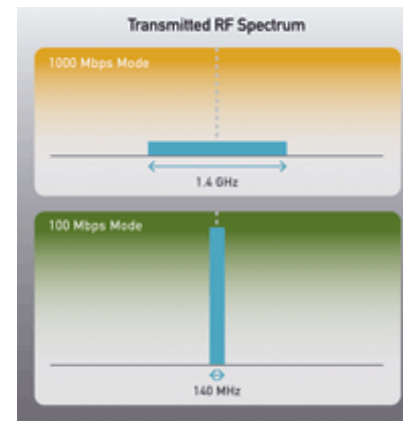 Transmitted RF Spectrum
1000 Mbps Mode
1.4 GHz
100 Mbps Mode
140 MHz